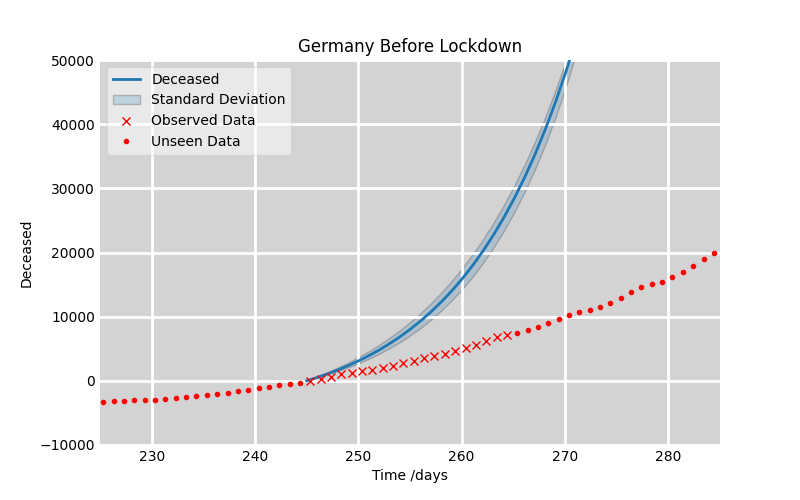 Germany Before Lockdown
50000
40000
30000
20000
10000
0
−10000
Deceased
Deceased
Standard Deviation
Observed Data
Unseen Data
230
240
250
260
270
280
Time /days